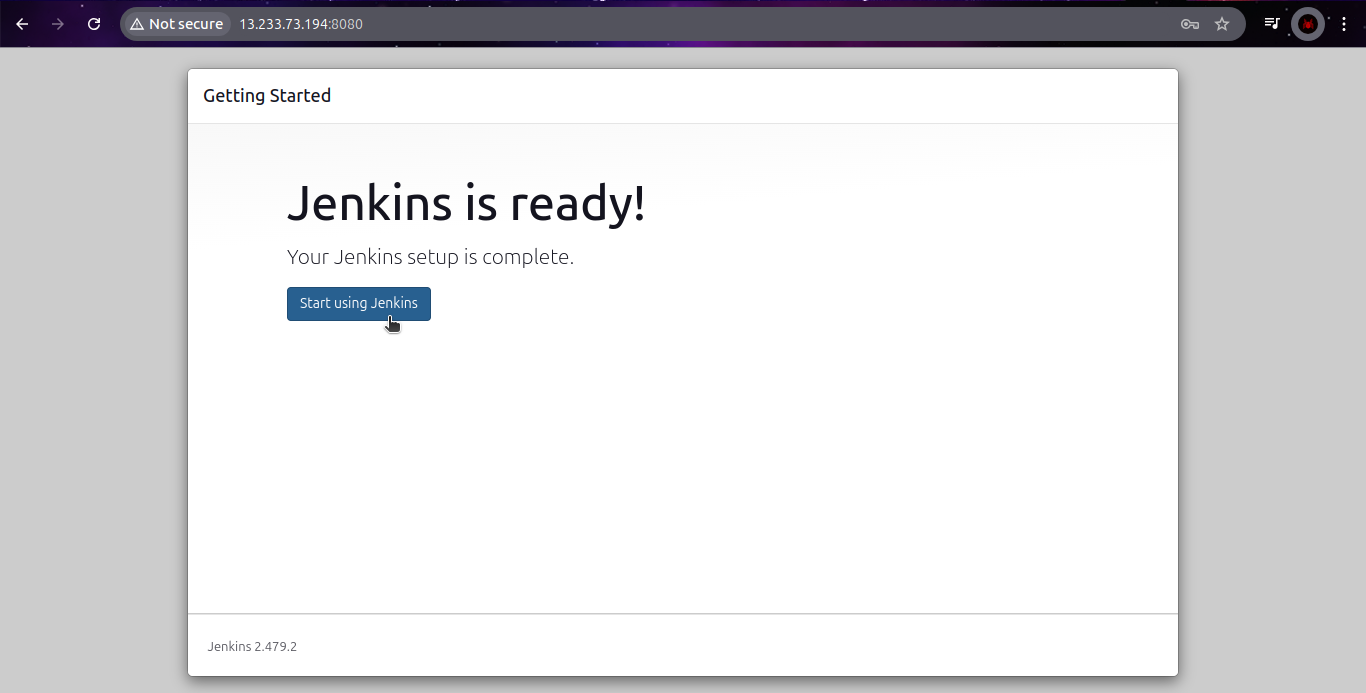 Not secure 13.233.73.194:8080
Getting Started
Jenkins is ready!
Your Jenkins setup is complete.
Start using Jenkins
Jenkins 2.479.2